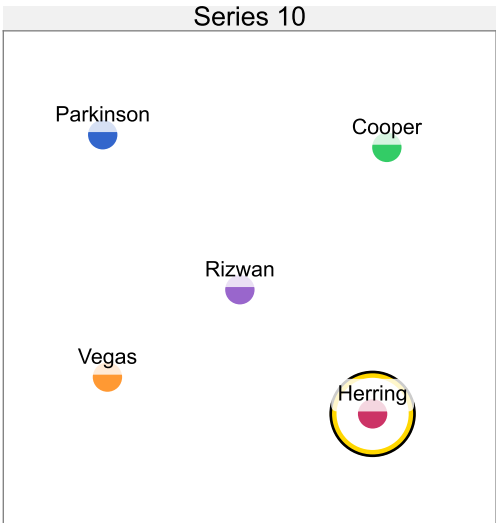 Series 10
Parkinson
Cooper
Rizwan
Vegas
Herring